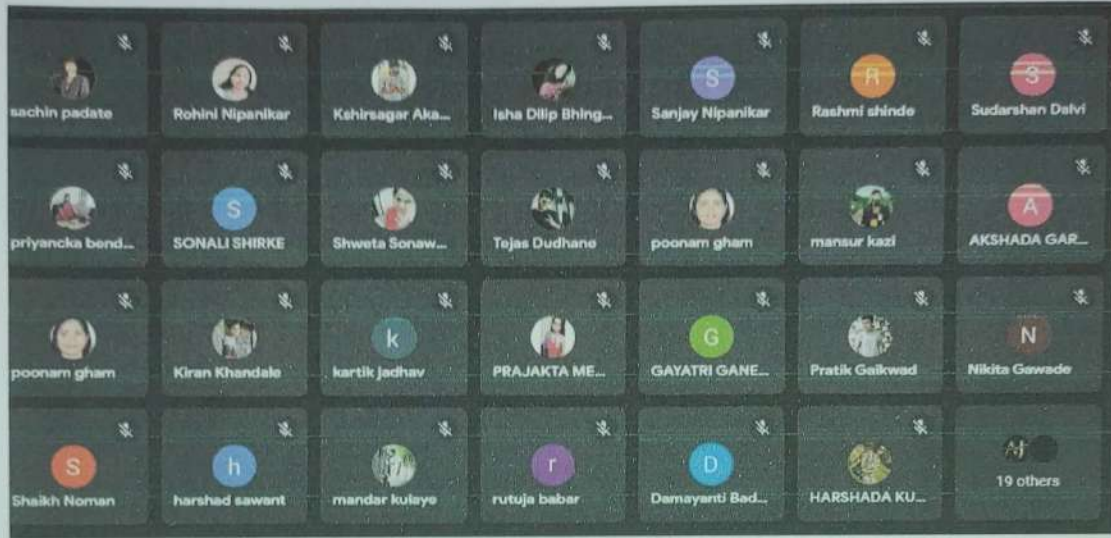 sachin padate Rohini Nipanikar Kshirsagar Aka... Isha Dilip Bhing... S Sanjay Nipanikar R Rashmi shinde S Sudarshan Dalvi
priyancka bend... S SONALI SHIRKE Shweta Sonaw... Tejas Dudhane poonam gham mansur kazi A AKSHADA GAR...
poonam gham Kiran Khandale k kartik jadhav PRAJAKTA ME... G GAYATRI GANE... Pratik Gaikwad N Nikita Gawade
S Shaikh Noman h harshad sawant mandar kulaye r rutuja babar D Damayanti Bad... HARSHADA KU... 19 others